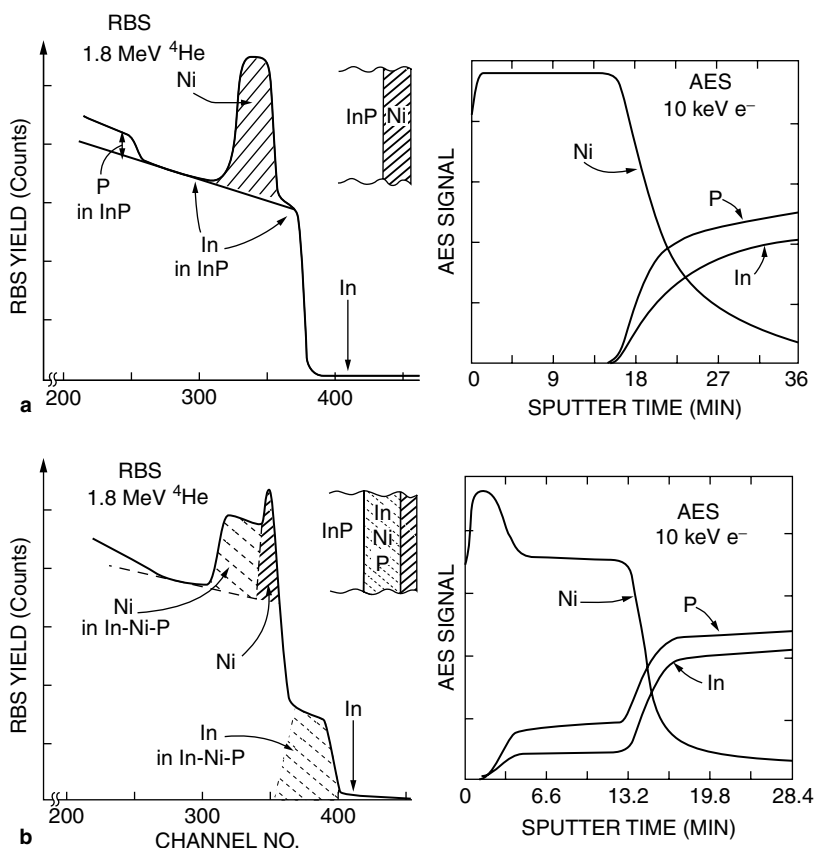 RBS
1.8 MeV ⁴He
Ni
InP
Ni
P
in InP
In
in InP
In
RBS YIELD (Counts)
200
300
400
a
AES
10 keV e⁻
Ni
P
In
AES SIGNAL
0
9
18
27
36
SPUTTER TIME (MIN)
RBS
1.8 MeV ⁴He
InP
In
Ni
P
Ni
in In-Ni-P
Ni
In
In
in In-Ni-P
RBS YIELD (Counts)
200
300
400
b
CHANNEL NO.
AES
10 keV e⁻
Ni
P
In
AES SIGNAL
0
6.6
13.2
19.8
28.4
SPUTTER TIME (MIN)